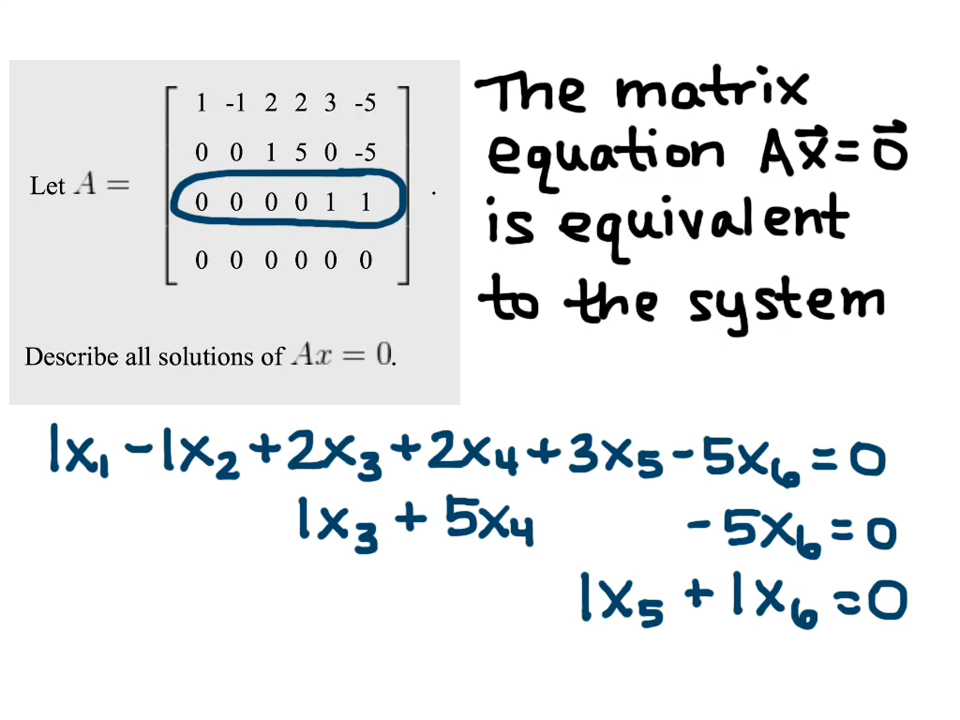 1 -1 2 2 3 -5
0 0 1 5 0 -5
Let A = 0 0 0 0 1 1 .
0 0 0 0 0 0
Describe all solutions of Ax = 0.
The matrix
equation Ax⃗=0⃗
is equivalent
to the system
1x₁ -1x₂ +2x₃ +2x₄ +3x₅ -5x₆ =0
1x₃ + 5x₄ -5x₆ =0
1x₅ +1x₆ =0